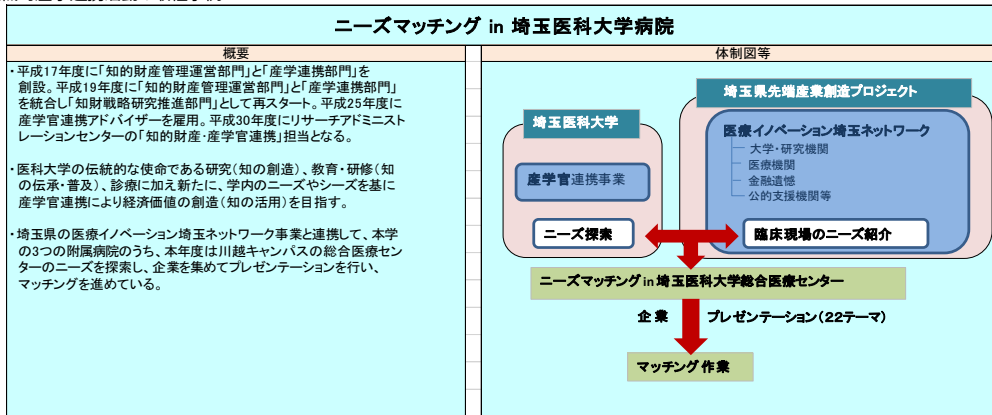 ニーズマッチング in 埼玉医科大学病院
概要
・平成17年度に「知的財産管理運営部門」と「産学連携部門」を
創設。平成19年度に「知的財産管理運営部門」と「産学連携部門」
を統合し「知財戦略研究推進部門」として再スタート。平成25年度に
産学官連携アドバイザーを雇用。平成30年度にリサーチアドミニスト
レーションセンターの「知的財産・産学官連携」担当となる。
・医科大学の伝統的な使命である研究(知の創造)、教育・研修(知
の伝承・普及)、診療に加え新たに、学内のニーズやシーズを基に
産学官連携により経済価値の創造(知の活用)を目指す。
・埼玉県の医療イノベーション埼玉ネットワーク事業と連携して、本学
の3つの附属病院のうち、本年度は川越キャンパスの総合医療セン
ターのニーズを探索し、企業を集めてプレゼンテーションを行い、
マッチングを進めている。
体制図等
埼玉県先端産業創造プロジェクト
埼玉医科大学
医療イノベーション埼玉ネットワーク
大学・研究機関
医療機関
金融遺憾
公的支援機関等
産学官連携事業
ニーズ探索
臨床現場のニーズ紹介
ニーズマッチングin埼玉医科大学総合医療センター
企業 プレゼンテーション(22テーマ)
マッチング作業